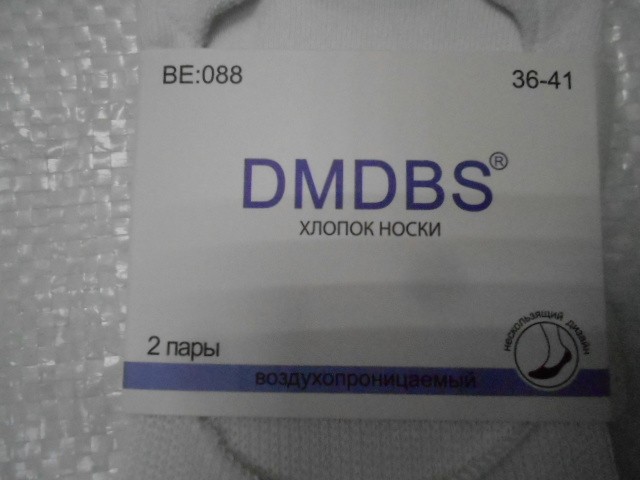 BE:088
36-41
DMDBS®
ХЛОПОК НОСКИ
2 пары
нескользящий дизайн
воздухопроницаемый